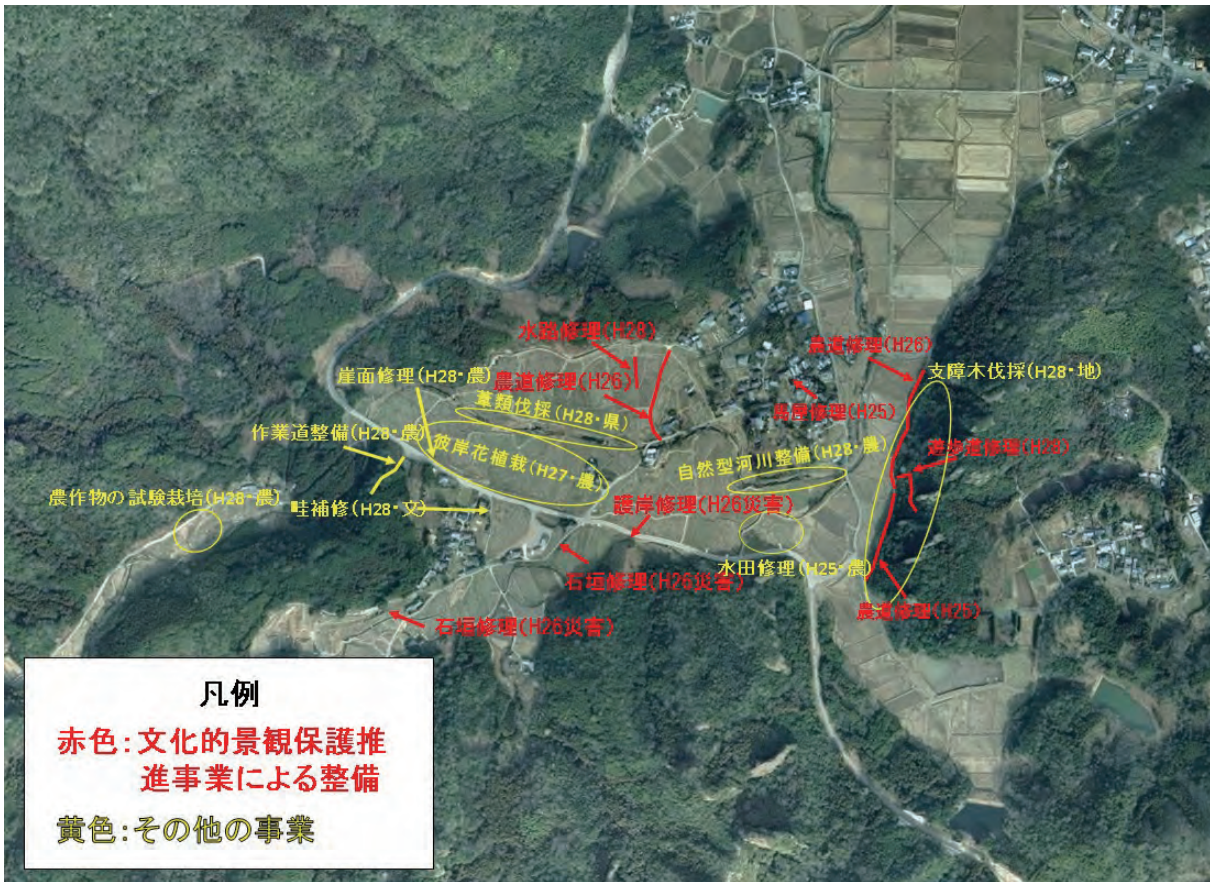 水路修理(H28)
農道修理(H26)
農道修理(H26)
支障木伐採(H28・地)
崖面修理(H28・農)
葦類伐採(H28・県)
作業道整備(H28・農)
彼岸花植栽(H27・農)
修理(H25)
自然型河川整備(H28・農)
遊歩道修理(H28)
農作物の試験栽培(H28・農)
畦補修(H28・文)
護岸修理(H26災害)
水田修理(H25・農)
石垣修理(H26災害)
農道修理(H25)
石垣修理(H26災害)
凡例
赤色：文化的景観保護推
進事業による整備
黄色：その他の事業